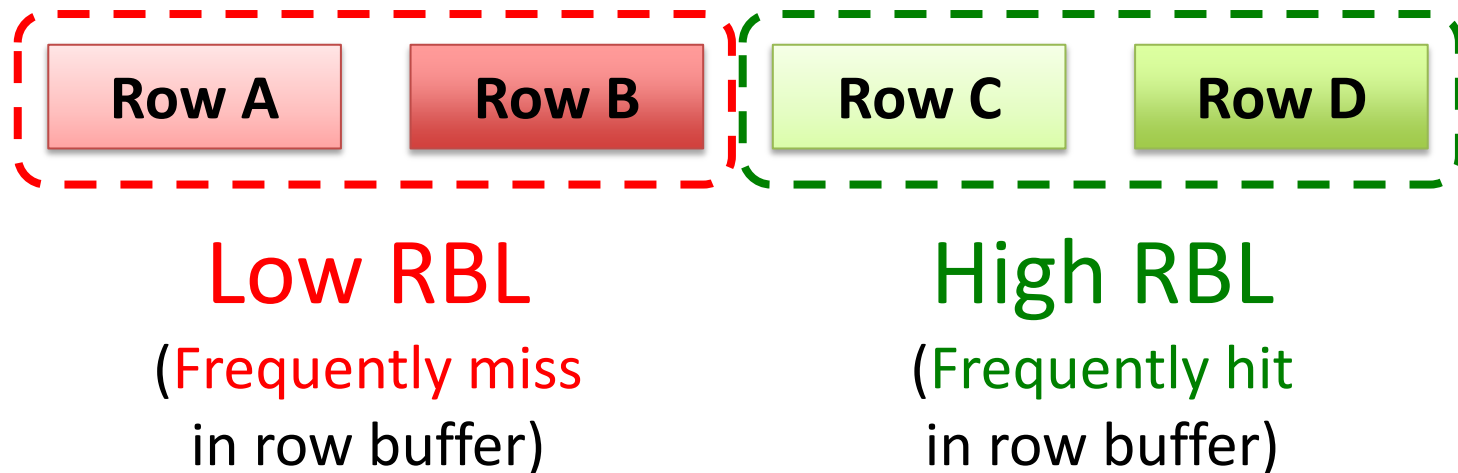 Row A Row B Row C Row D
Low RBL
(Frequently miss
in row buffer)
High RBL
(Frequently hit
in row buffer)